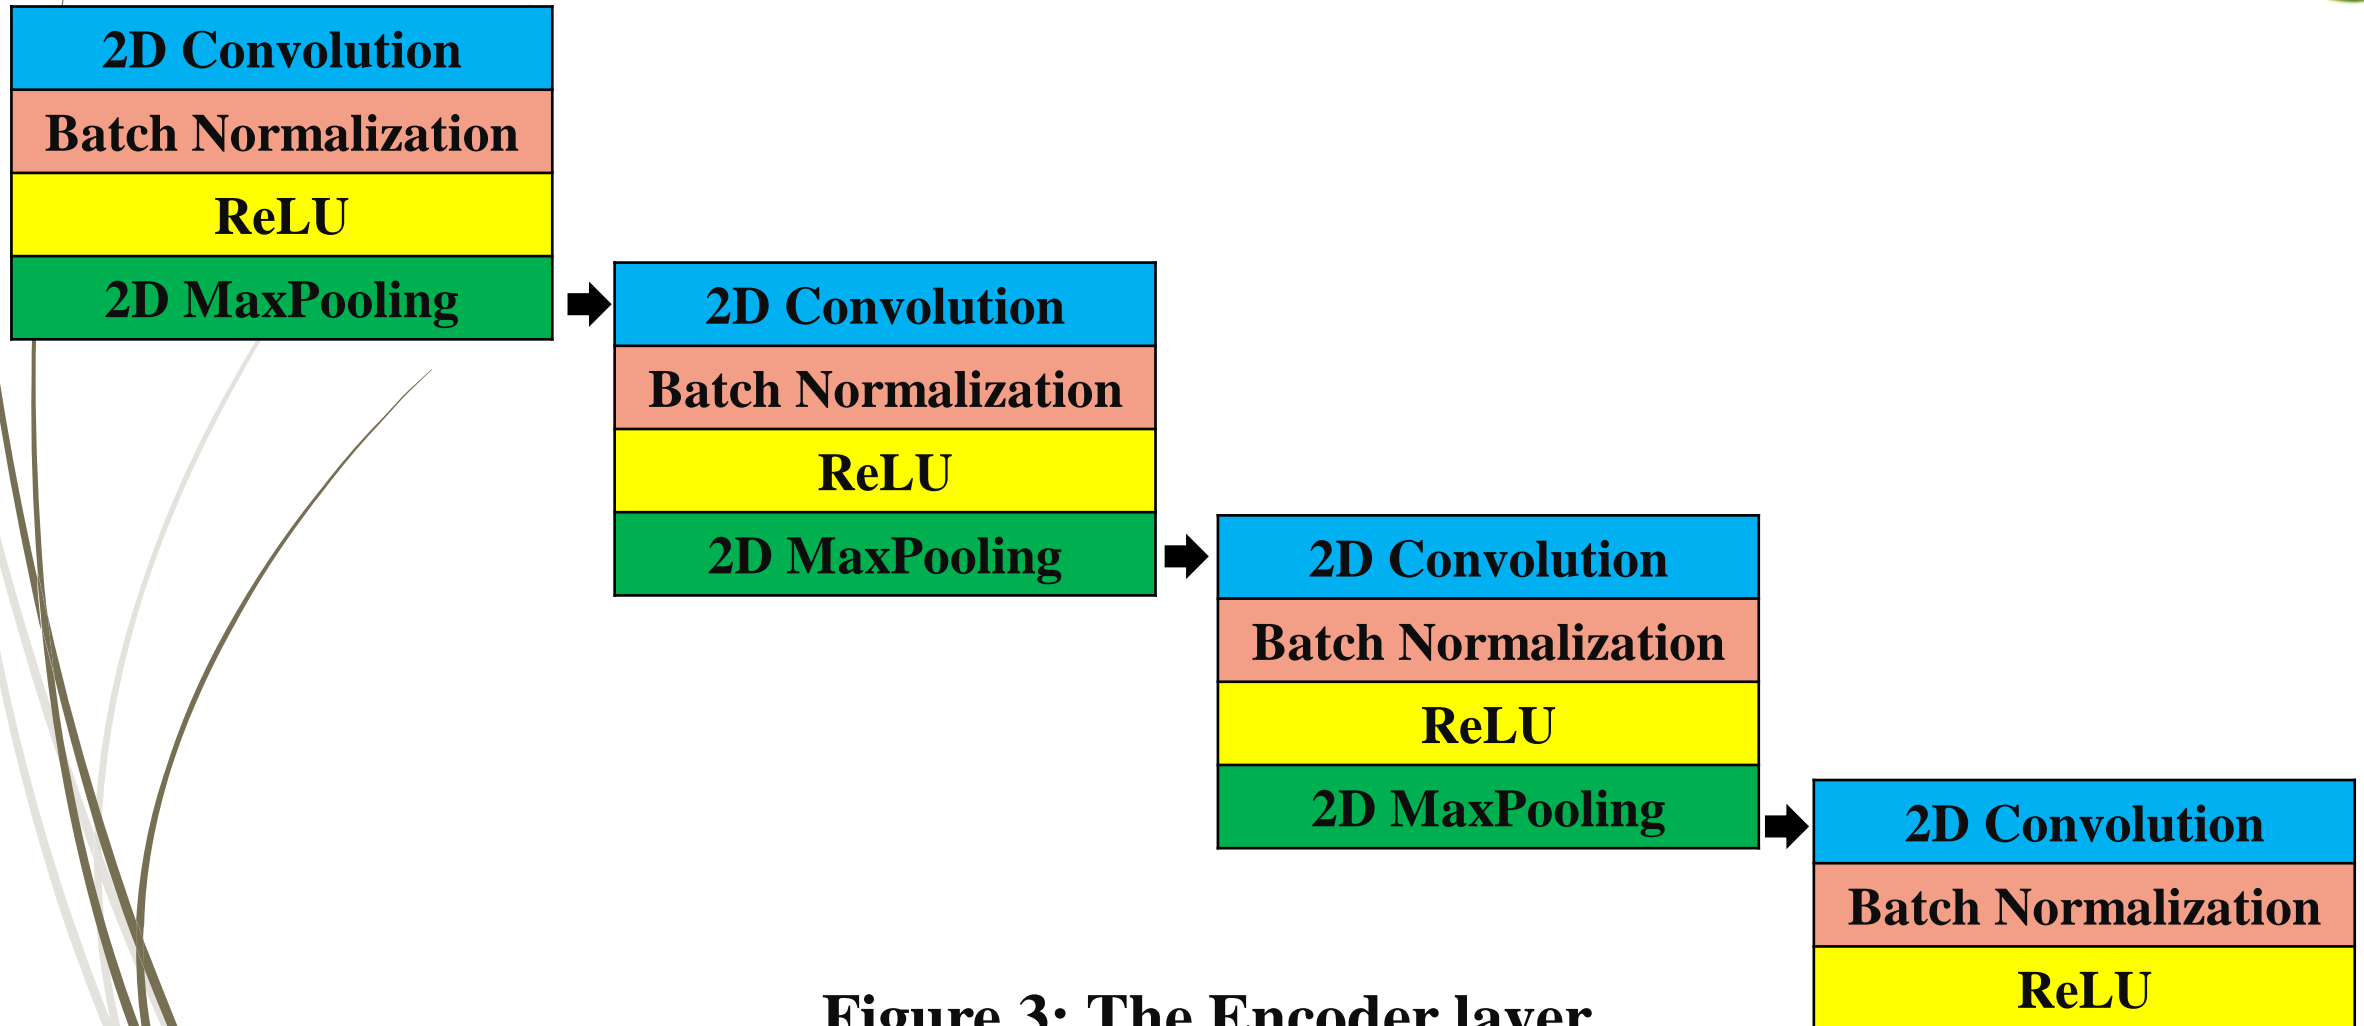 2D Convolution
Batch Normalization
ReLU
2D MaxPooling
2D Convolution
Batch Normalization
ReLU
2D MaxPooling
2D Convolution
Batch Normalization
ReLU
2D MaxPooling
2D Convolution
Batch Normalization
ReLU
Figure 3: The Encoder layer